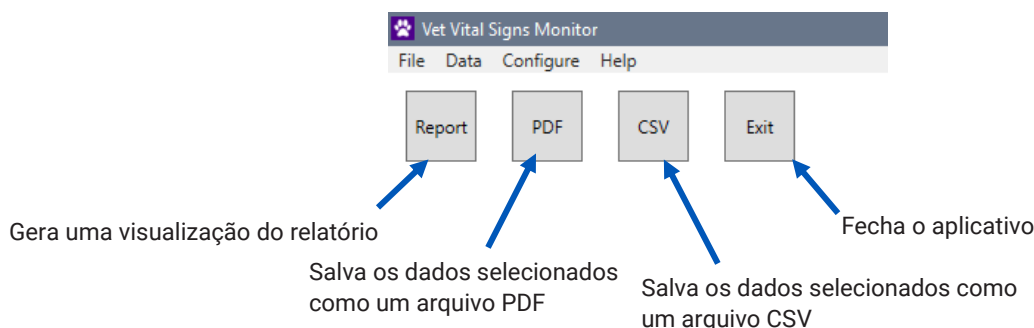 Vet Vital Signs Monitor
File Data Configure Help
Report PDF CSV Exit
Gera uma visualização do relatório
Fecha o aplicativo
Salva os dados selecionados
como um arquivo PDF
Salva os dados selecionados como
um arquivo CSV